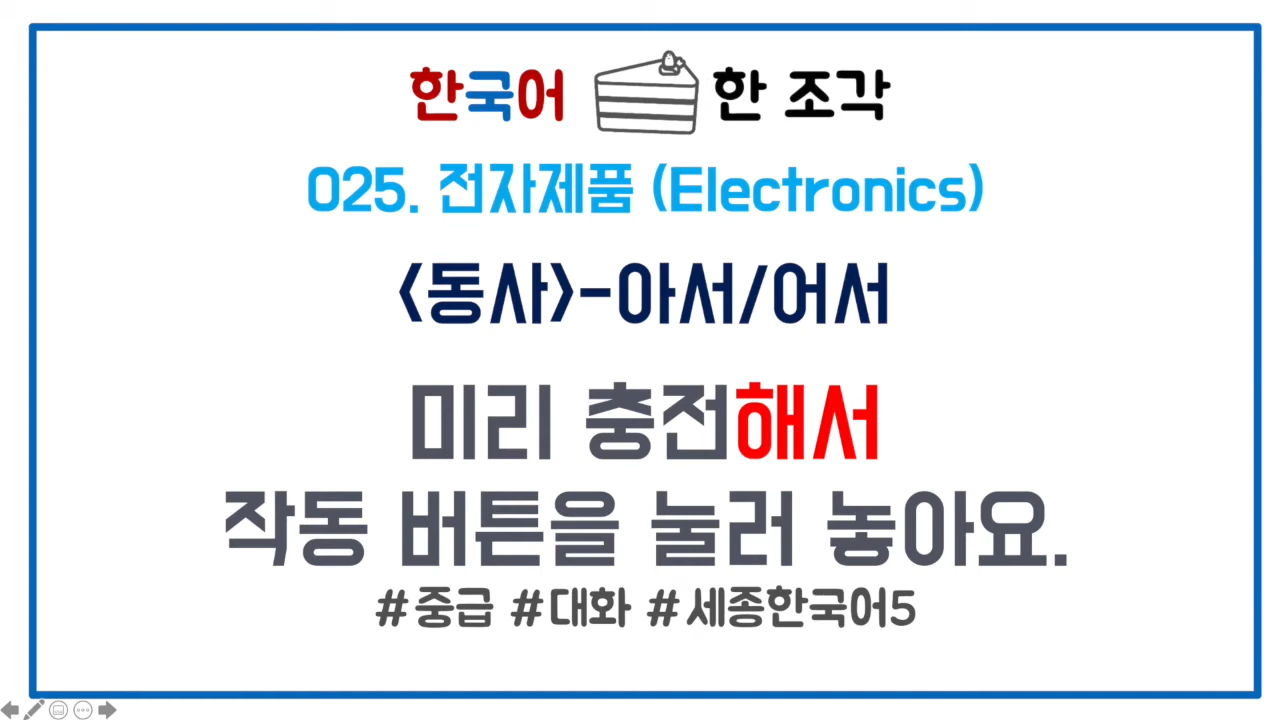 한국어 한 조각
025. 전자제품 (Electronics)
<동사>-아서/어서
미리 충전해서
작동 버튼을 눌러 놓아요.
#중급 #대화 #세종한국어5